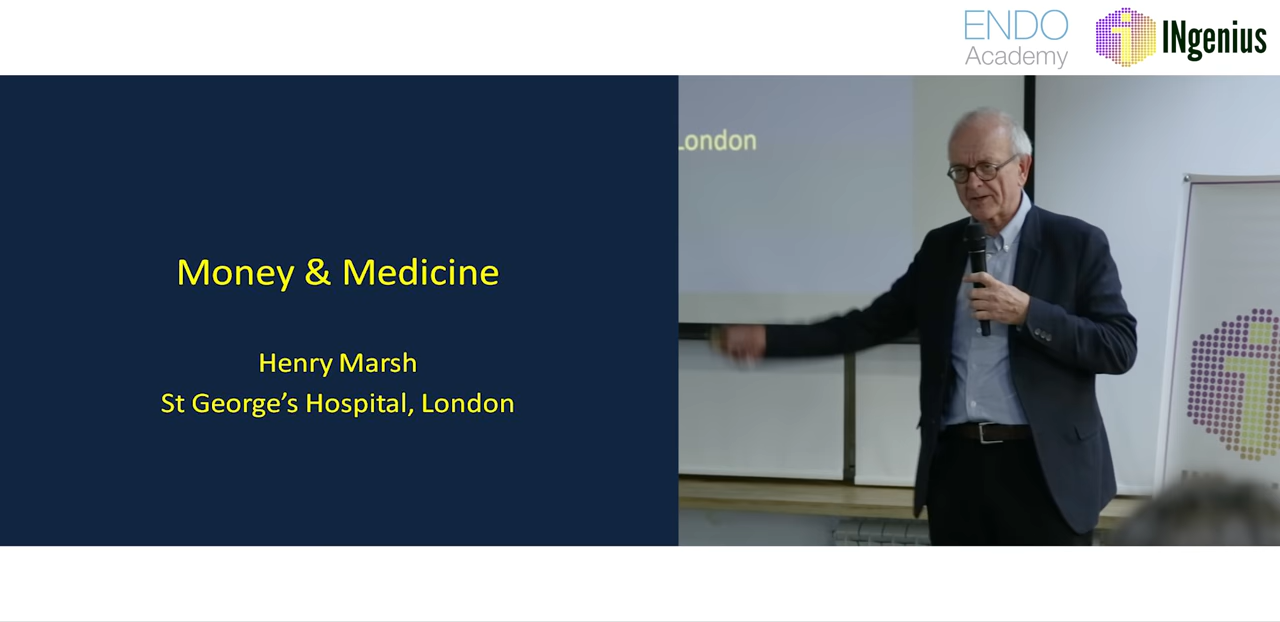 ENDO
Academy
INgenius
Money & Medicine
Henry Marsh
St George’s Hospital, London
London